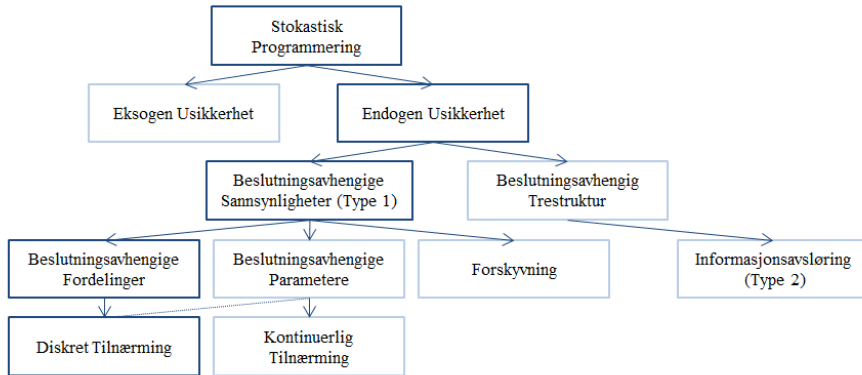 Stokastisk
Programmering
Eksogen Usikkerhet
Endogen Usikkerhet
Beslutningsavhengige
Sannsynligheter (Type 1)
Beslutningsavhengig
Trestruktur
Beslutningsavhengige
Fordelinger
Beslutningsavhengige
Parametere
Forskyvning
Informasjonsavsløring
(Type 2)
Diskret Tilnærming
Kontinuerlig
Tilnærming